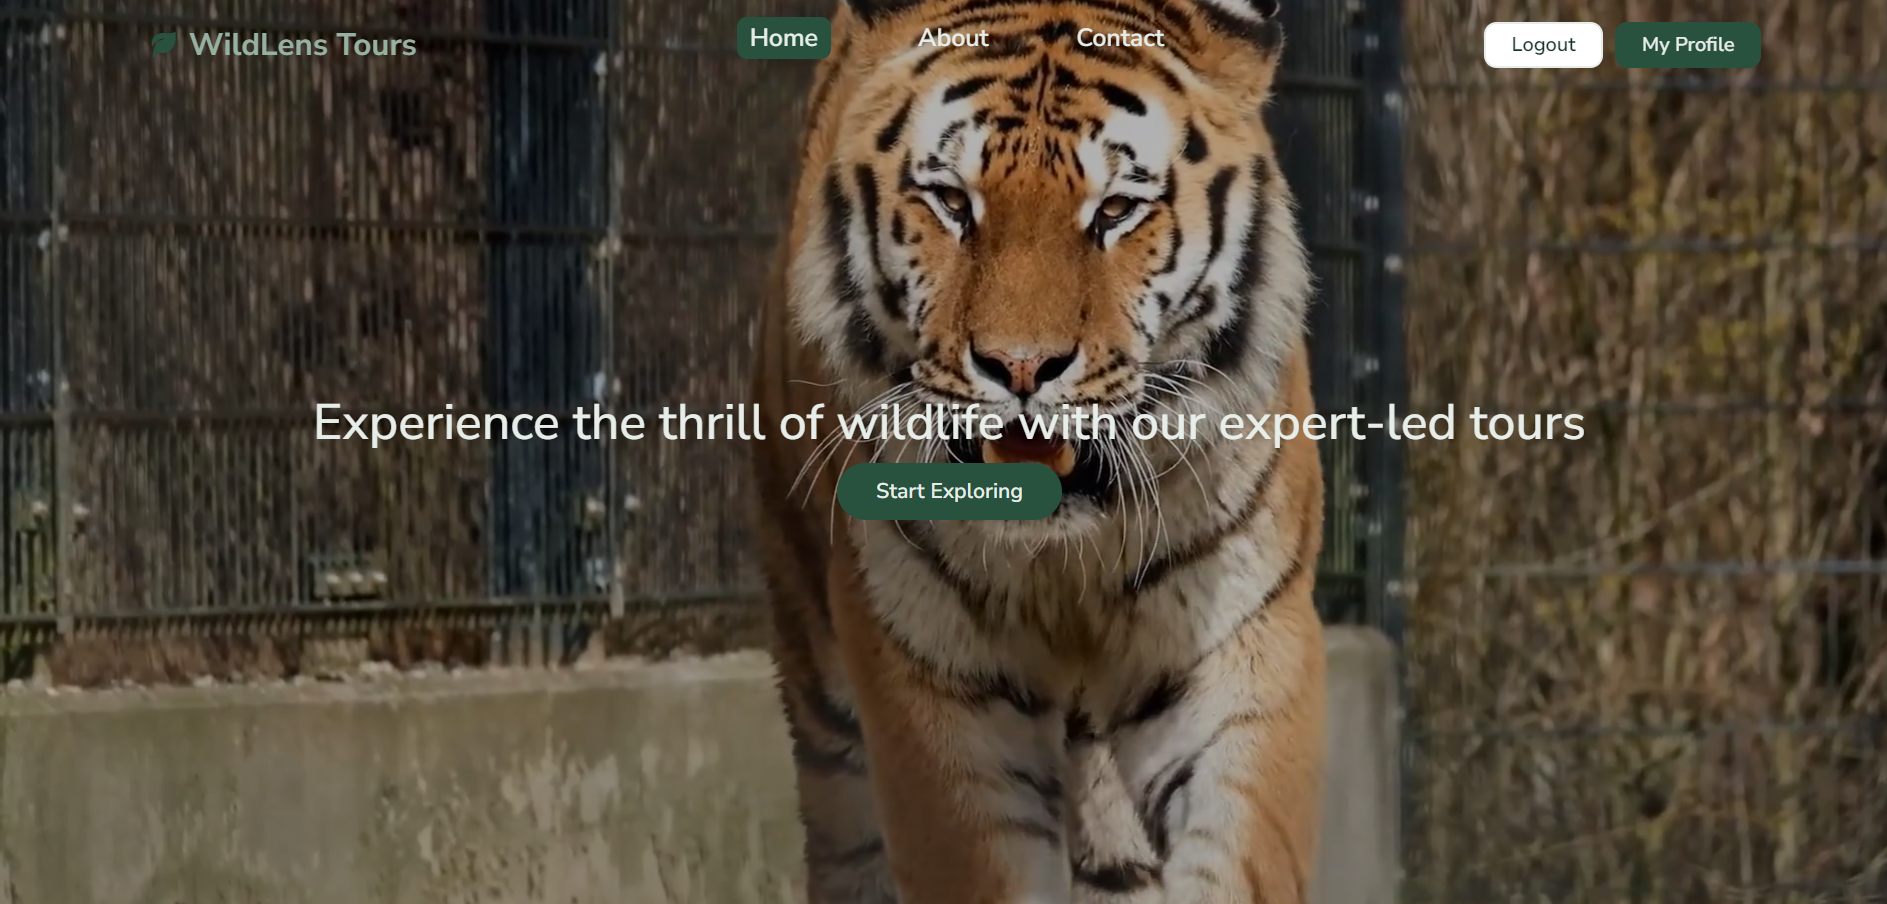 WildLens Tours
Home
About
Contact
Logout
My Profile
Experience the thrill of wildlife with our expert-led tours
Start Exploring